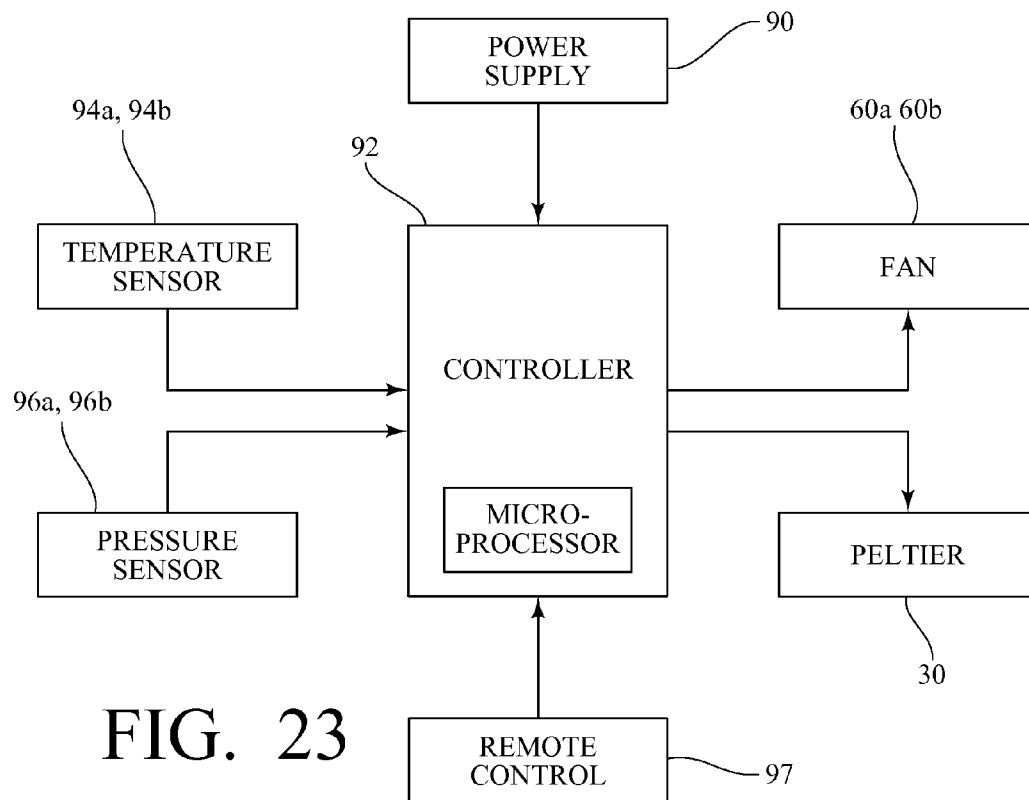 POWER
SUPPLY
90
94a, 94b
92
60a 60b
TEMPERATURE
SENSOR
FAN
CONTROLLER
96a, 96b
MICRO-
PROCESSOR
PRESSURE
SENSOR
PELTIER
30
FIG. 23
REMOTE
CONTROL
97